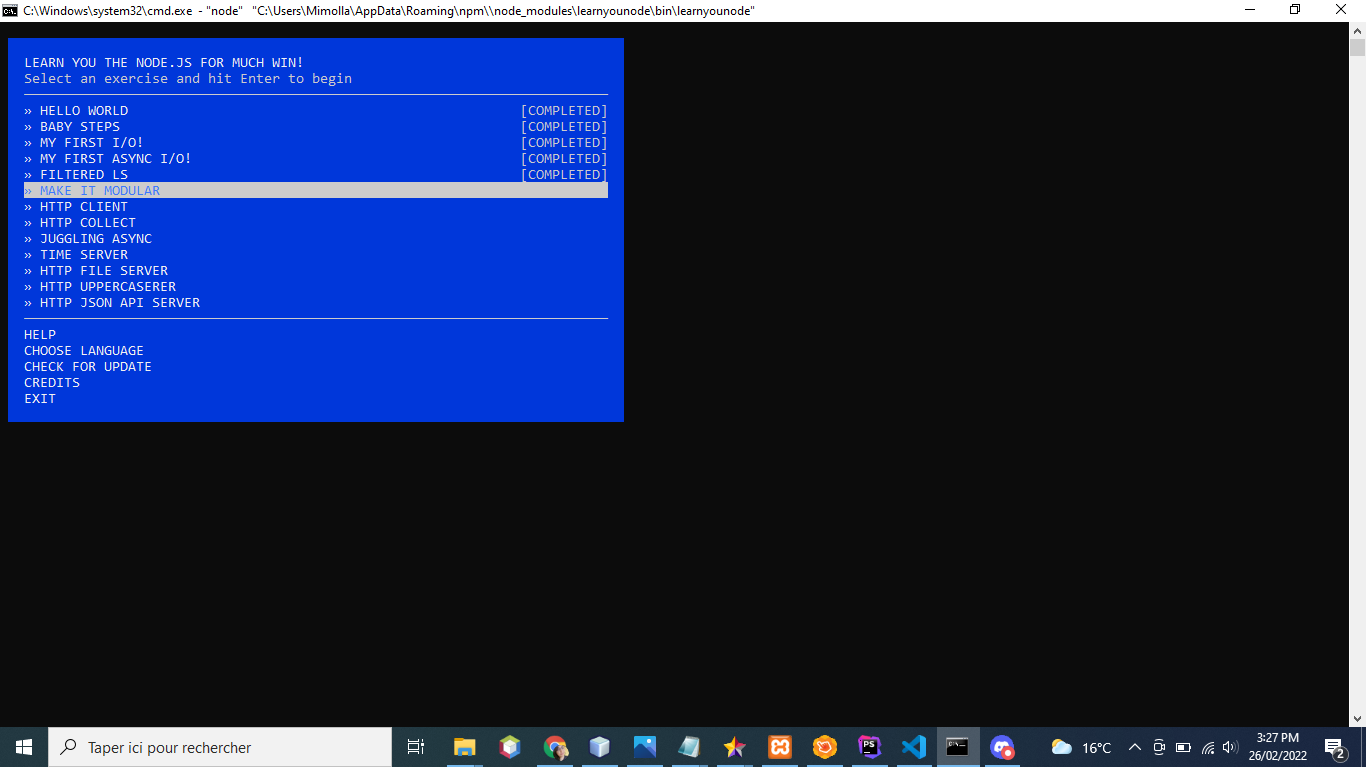 C:\Windows\system32\cmd.exe - "node" "C:\Users\Mimolla\AppData\Roaming\npm\\node_modules\learnyounode\bin\learnyounode"
LEARN YOU THE NODE.JS FOR MUCH WIN!
Select an exercise and hit Enter to begin
» HELLO WORLD [COMPLETED]
» BABY STEPS [COMPLETED]
» MY FIRST I/O! [COMPLETED]
» MY FIRST ASYNC I/O! [COMPLETED]
» FILTERED LS [COMPLETED]
» MAKE IT MODULAR
» HTTP CLIENT
» HTTP COLLECT
» JUGGLING ASYNC
» TIME SERVER
» HTTP FILE SERVER
» HTTP UPPERCASERER
» HTTP JSON API SERVER
HELP
CHOOSE LANGUAGE
CHECK FOR UPDATE
CREDITS
EXIT
Taper ici pour rechercher
PS
16°C
3:27 PM
26/02/2022
2